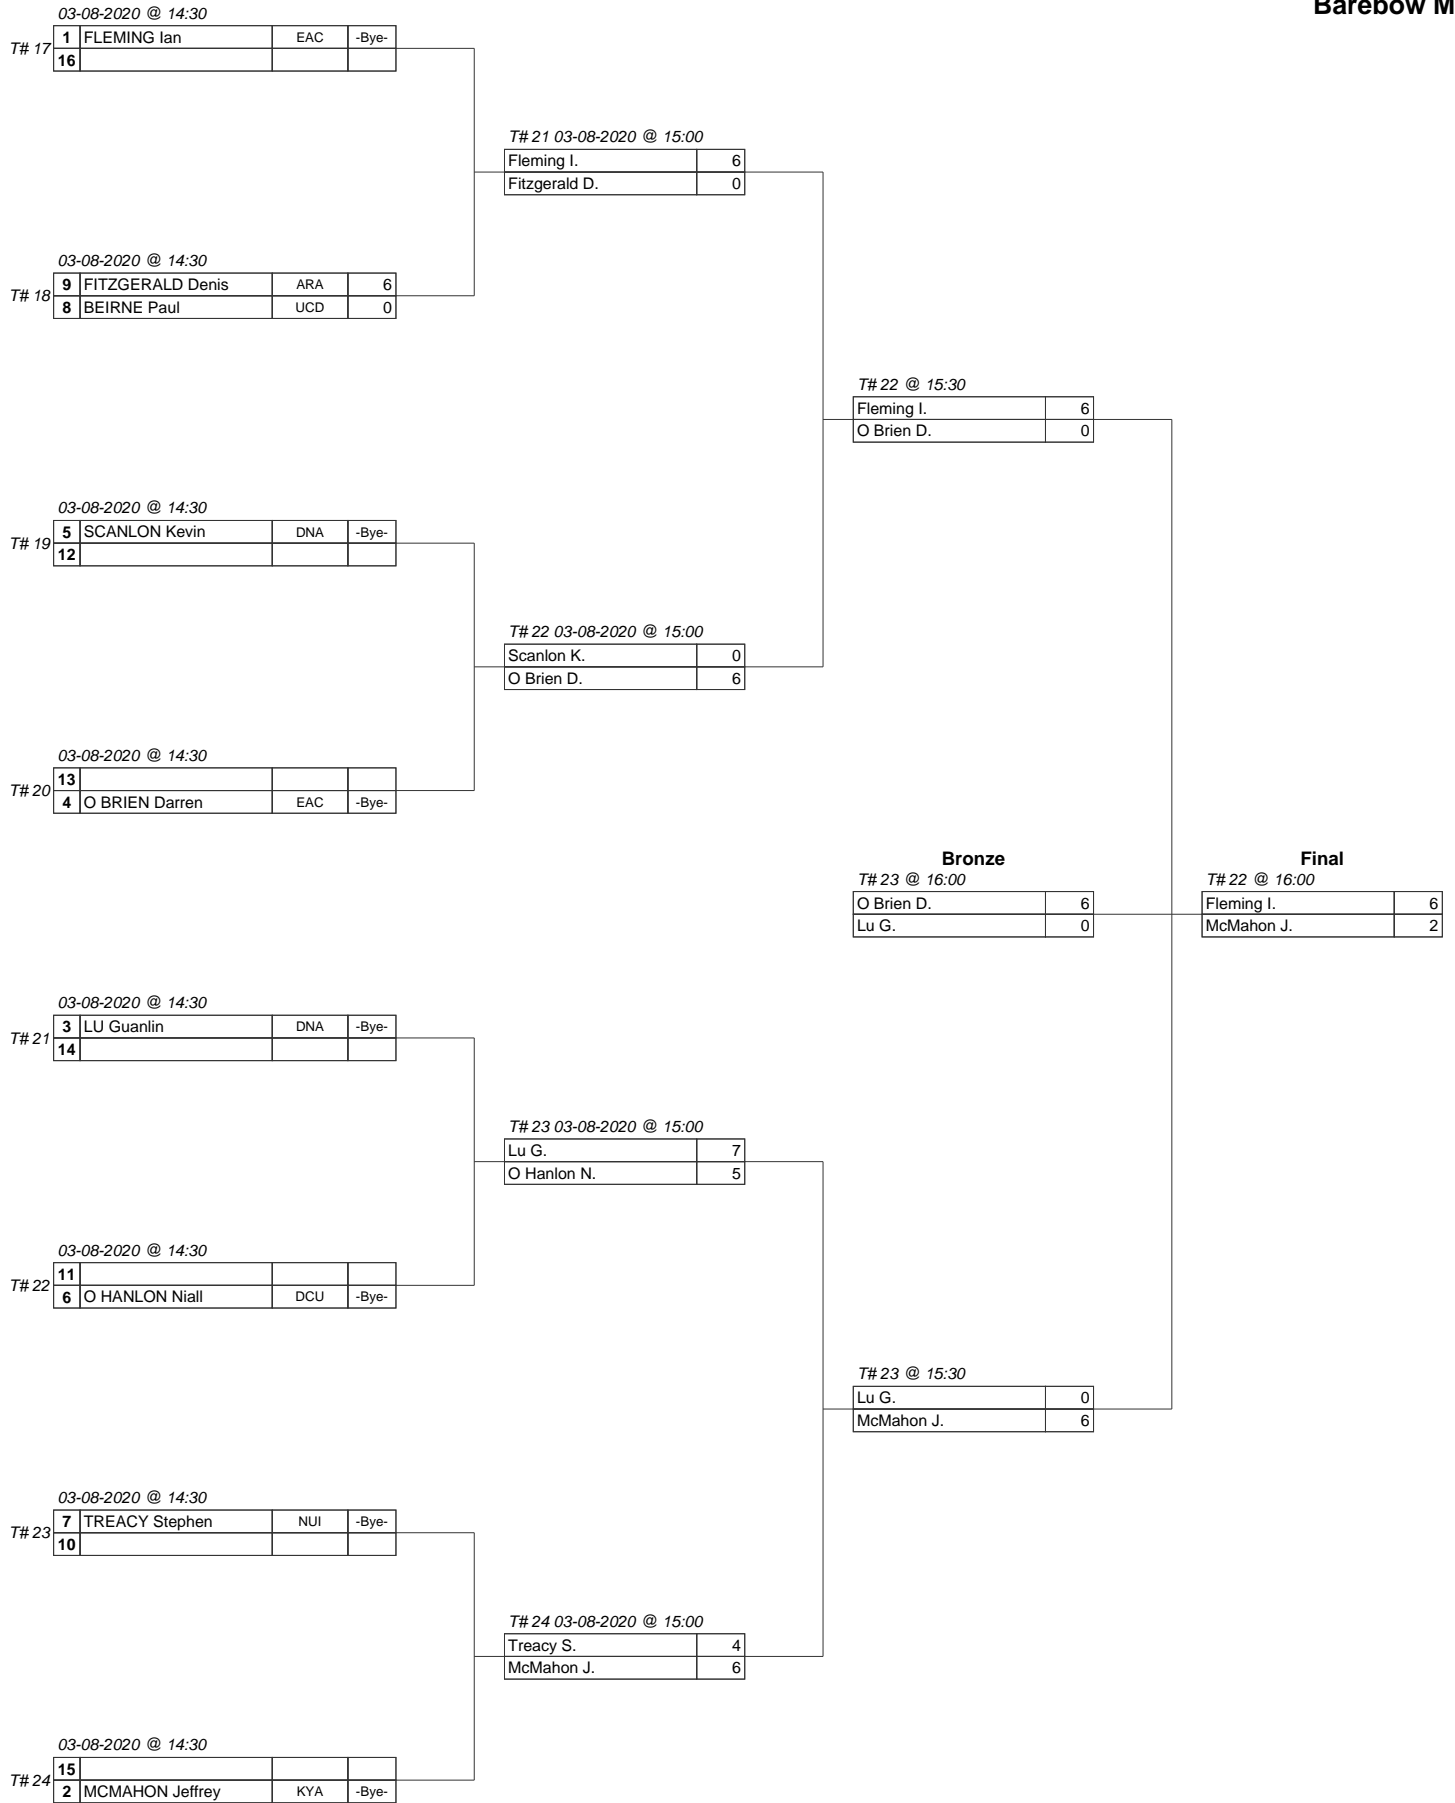 Barebow M
03-08-2020 @ 14:30
T# 17 1 FLEMING Ian EAC -Bye-
16
T# 21 03-08-2020 @ 15:00
Fleming I. 6
Fitzgerald D. 0
03-08-2020 @ 14:30
T# 18 9 FITZGERALD Denis ARA 6
8 BEIRNE Paul UCD 0
T# 22 @ 15:30
Fleming I. 6
O Brien D. 0
03-08-2020 @ 14:30
T# 19 5 SCANLON Kevin DNA -Bye-
12
T# 22 03-08-2020 @ 15:00
Scanlon K. 0
O Brien D. 6
03-08-2020 @ 14:30
T# 20 13
4 O BRIEN Darren EAC -Bye-
Bronze
T# 23 @ 16:00
O Brien D. 6
Lu G. 0
Final
T# 22 @ 16:00
Fleming I. 6
McMahon J. 2
03-08-2020 @ 14:30
T# 21 3 LU Guanlin DNA -Bye-
14
T# 23 03-08-2020 @ 15:00
Lu G. 7
O Hanlon N. 5
03-08-2020 @ 14:30
T# 22 11
6 O HANLON Niall DCU -Bye-
T# 23 @ 15:30
Lu G. 0
McMahon J. 6
03-08-2020 @ 14:30
T# 23 7 TREACY Stephen NUI -Bye-
10
T# 24 03-08-2020 @ 15:00
Treacy S. 4
McMahon J. 6
03-08-2020 @ 14:30
T# 24 15
2 MCMAHON Jeffrey KYA -Bye-